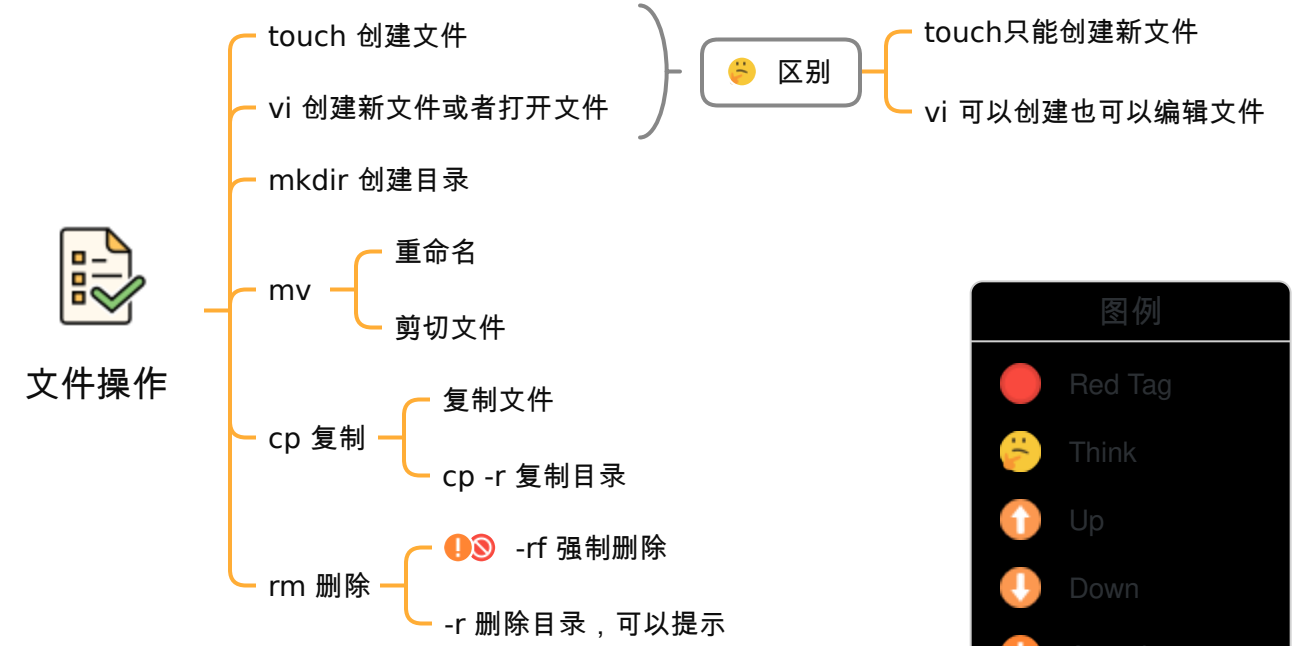 文件操作
touch 创建文件
vi 创建新文件或者打开文件
区别
touch只能创建新文件
vi 可以创建也可以编辑文件
mkdir 创建目录
mv
重命名
剪切文件
cp 复制
复制文件
cp -r 复制目录
rm 删除
-rf 强制删除
-r 删除目录，可以提示
图例
Red Tag
Think
Up
Down